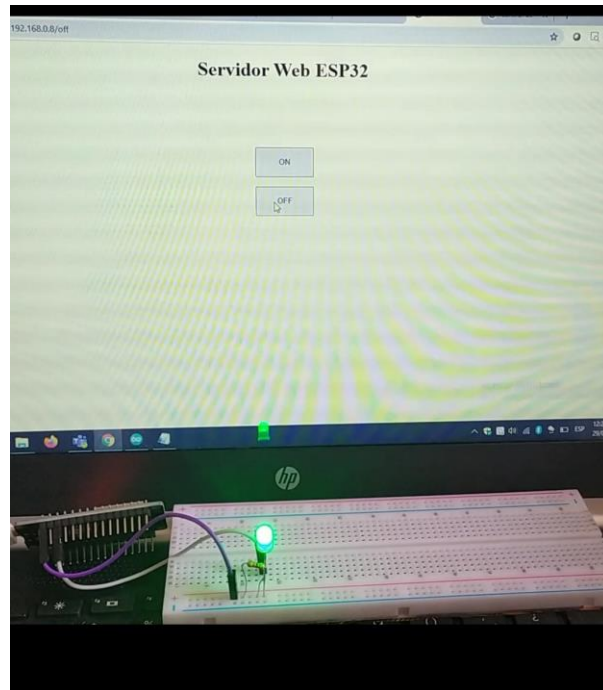 192.168.0.8/off
Servidor Web ESP32
ON
OFF
ESP
hp